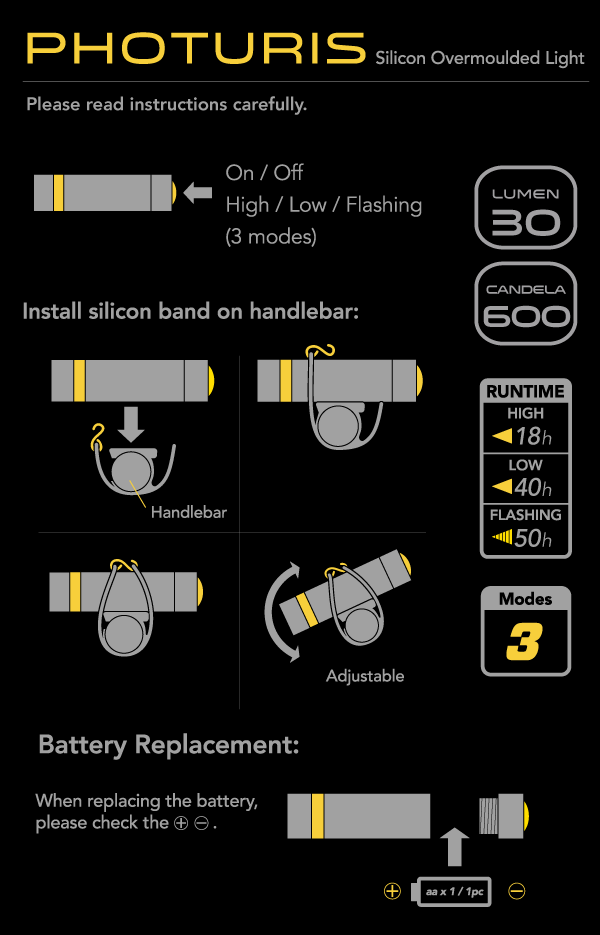 PHOTURIS Silicon Overmoulded Light
Please read instructions carefully.
On / Off
High / Low / Flashing
(3 modes)
LUMEN
30
CANDELA
600
Install silicon band on handlebar:
Handlebar
Adjustable
RUNTIME
HIGH
18h
LOW
40h
FLASHING
50h
Modes
3
Battery Replacement:
When replacing the battery,
please check the ⊕ ⊖ .
⊕ aa x 1 / 1pc ⊖